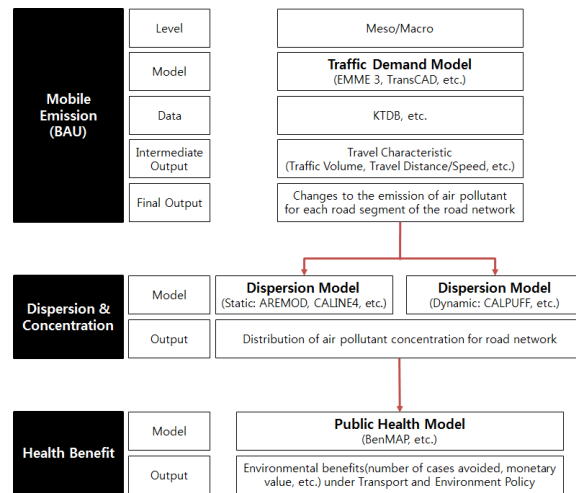 Mobile
Emission
(BAU)
Level
Meso/Macro
Model
Traffic Demand Model
(EMME 3, TransCAD, etc.)
Data
KTDB, etc.
Intermediate
Output
Travel Characteristic
(Traffic Volume, Travel Distance/Speed, etc.)
Final Output
Changes to the emission of air pollutant
for each road segment of the road network
Dispersion &
Concentration
Model
Dispersion Model
(Static: AREMOD, CALINE4, etc.)
Dispersion Model
(Dynamic: CALPUFF, etc.)
Output
Distribution of air pollutant concentration for road network
Health Benefit
Model
Public Health Model
(BenMAP, etc.)
Output
Environmental benefits(number of cases avoided, monetary
value, etc.) under Transport and Environment Policy